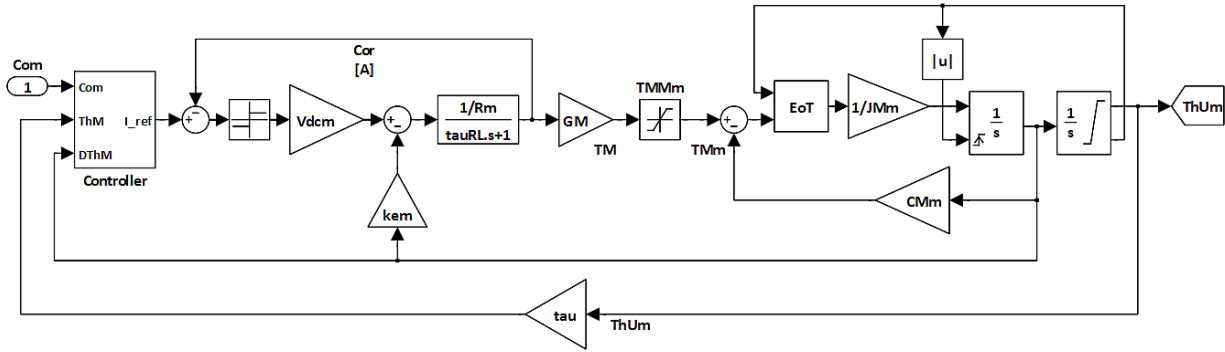 Cor
[A]
Com
1
Com
ThM
I_ref
DThM
Controller
Vdcm
kem
1/Rm
tauRL.s+1
GM
TM
TMMm
TMm
EoT
1/JMm
|u|
1
s
1
s
CMm
ThUm
tau
ThUm